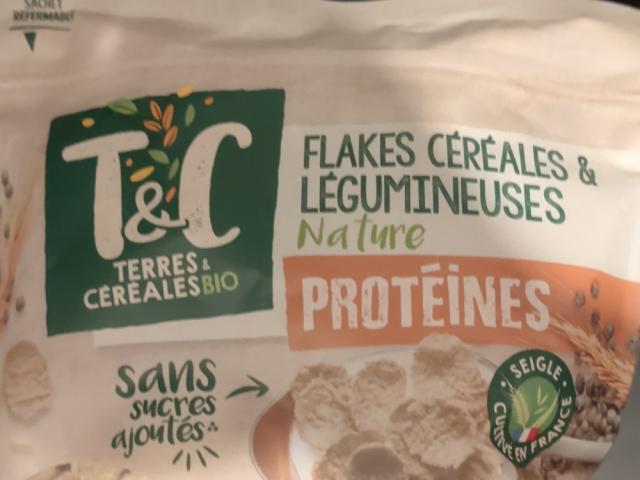 SACHET
REFERMABLE
T&C
TERRES &
CÉRÉALES BIO
FLAKES CÉRÉALES &
LÉGUMINEUSES
Nature
PROTÉINES
sans
sucres
ajoutés
SEIGLE
CULTIVÉ EN FRANCE